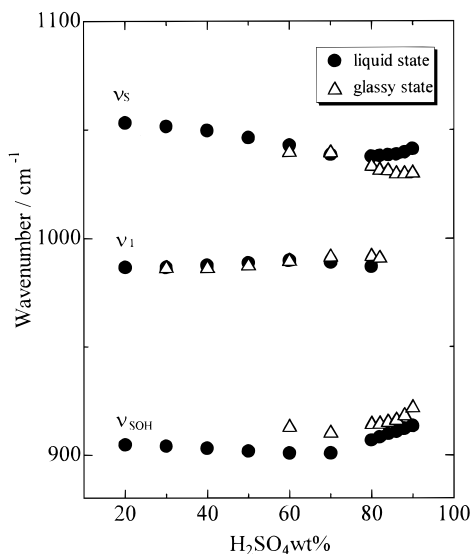 1100
liquid state
glassy state
νS
Wavenumber / cm⁻¹
1000
ν1
νSOH
900
20 40 60 80 100
H₂SO₄wt%